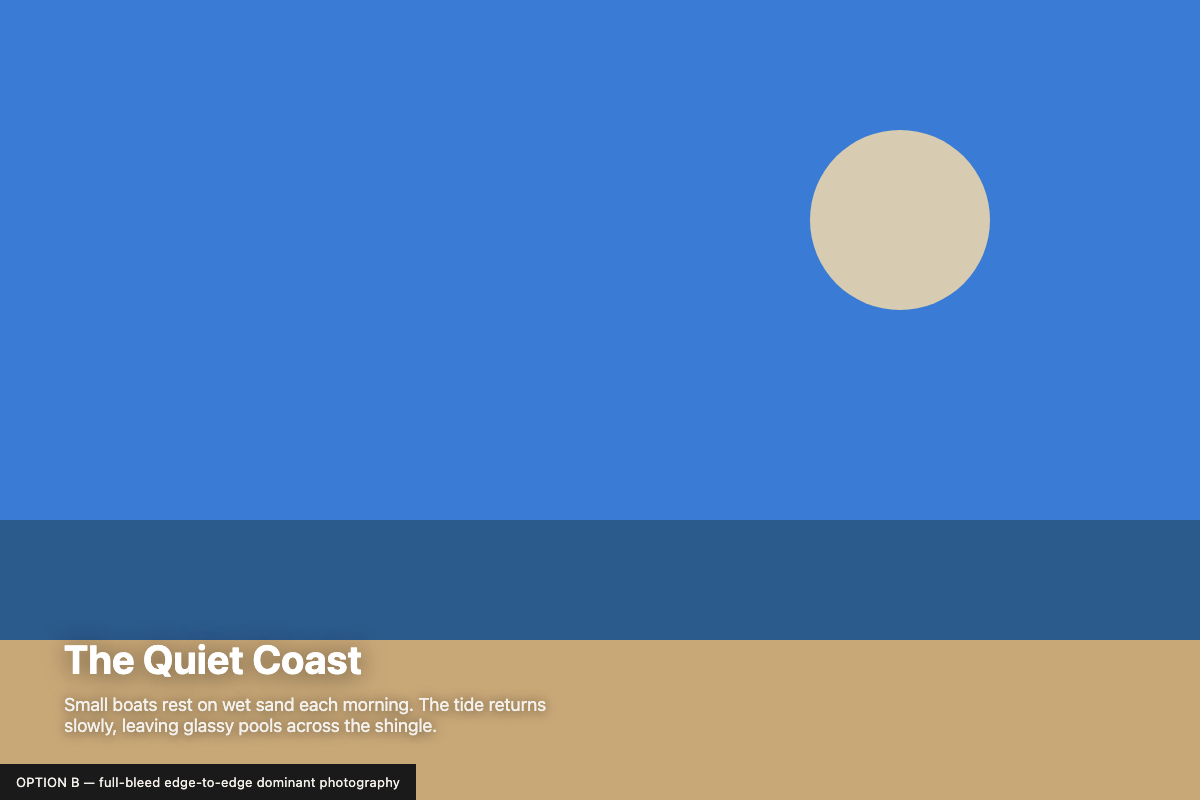 The Quiet Coast
Small boats rest on wet sand each morning. The tide returns
slowly, leaving glassy pools across the shingle.
OPTION B — full-bleed edge-to-edge dominant photography